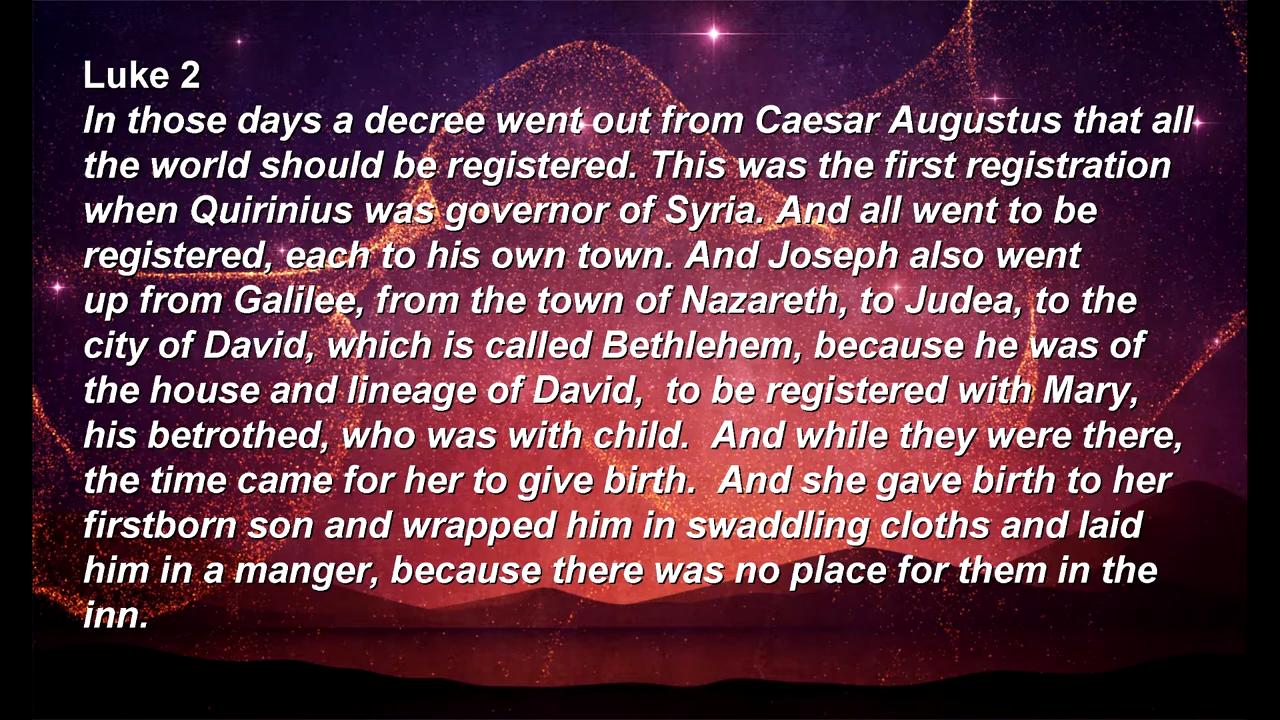 Luke 2
In those days a decree went out from Caesar Augustus that all
the world should be registered. This was the first registration
when Quirinius was governor of Syria. And all went to be
registered, each to his own town. And Joseph also went
up from Galilee, from the town of Nazareth, to Judea, to the
city of David, which is called Bethlehem, because he was of
the house and lineage of David,  to be registered with Mary,
his betrothed, who was with child.  And while they were there,
the time came for her to give birth.  And she gave birth to her
firstborn son and wrapped him in swaddling cloths and laid
him in a manger, because there was no place for them in the
inn.